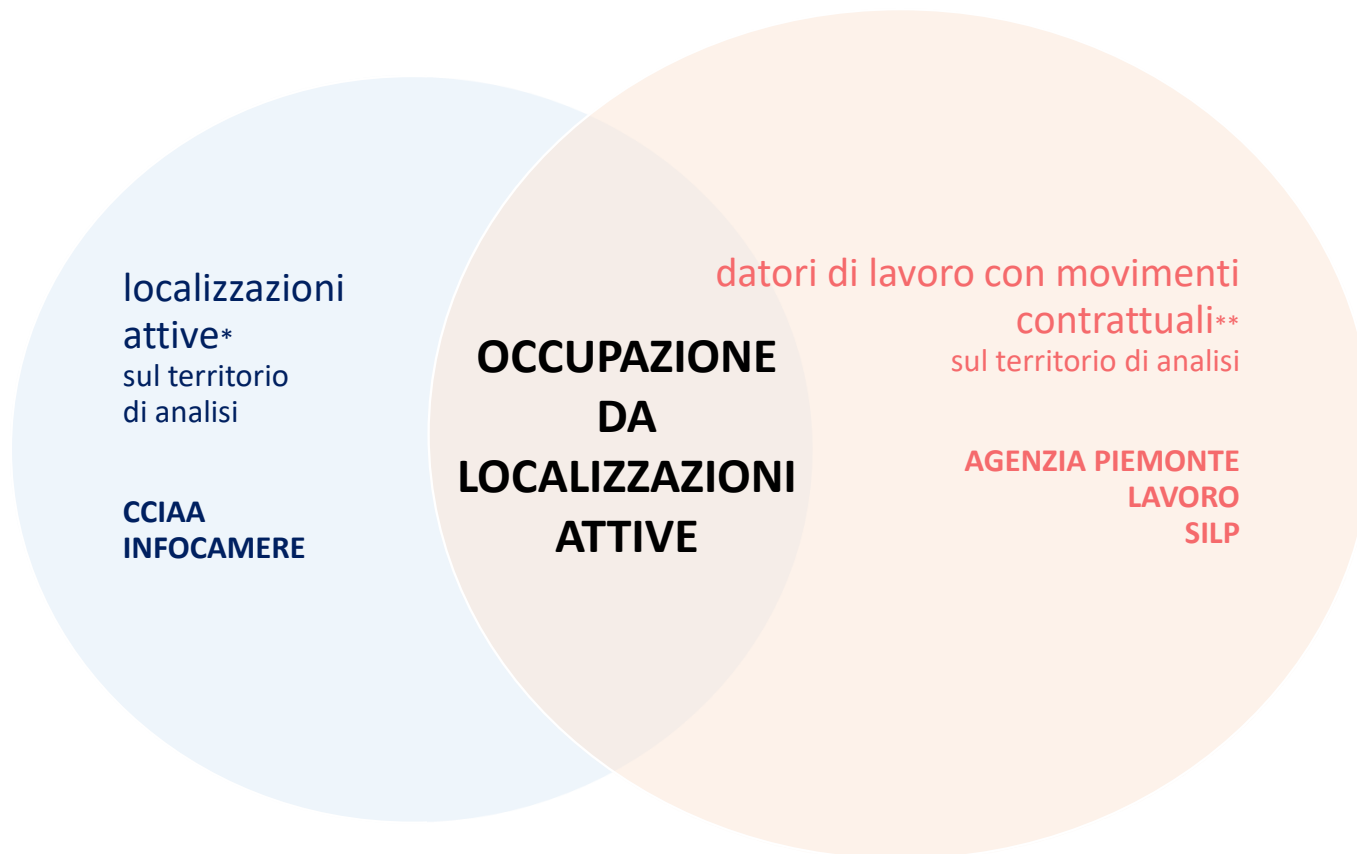 localizzazioni
attive*
sul territorio
di analisi
CCIAA
INFOCAMERE
OCCUPAZIONE
DA
LOCALIZZAZIONI
ATTIVE
datori di lavoro con movimenti
contrattuali**
sul territorio di analisi
AGENZIA PIEMONTE
LAVORO
SILP